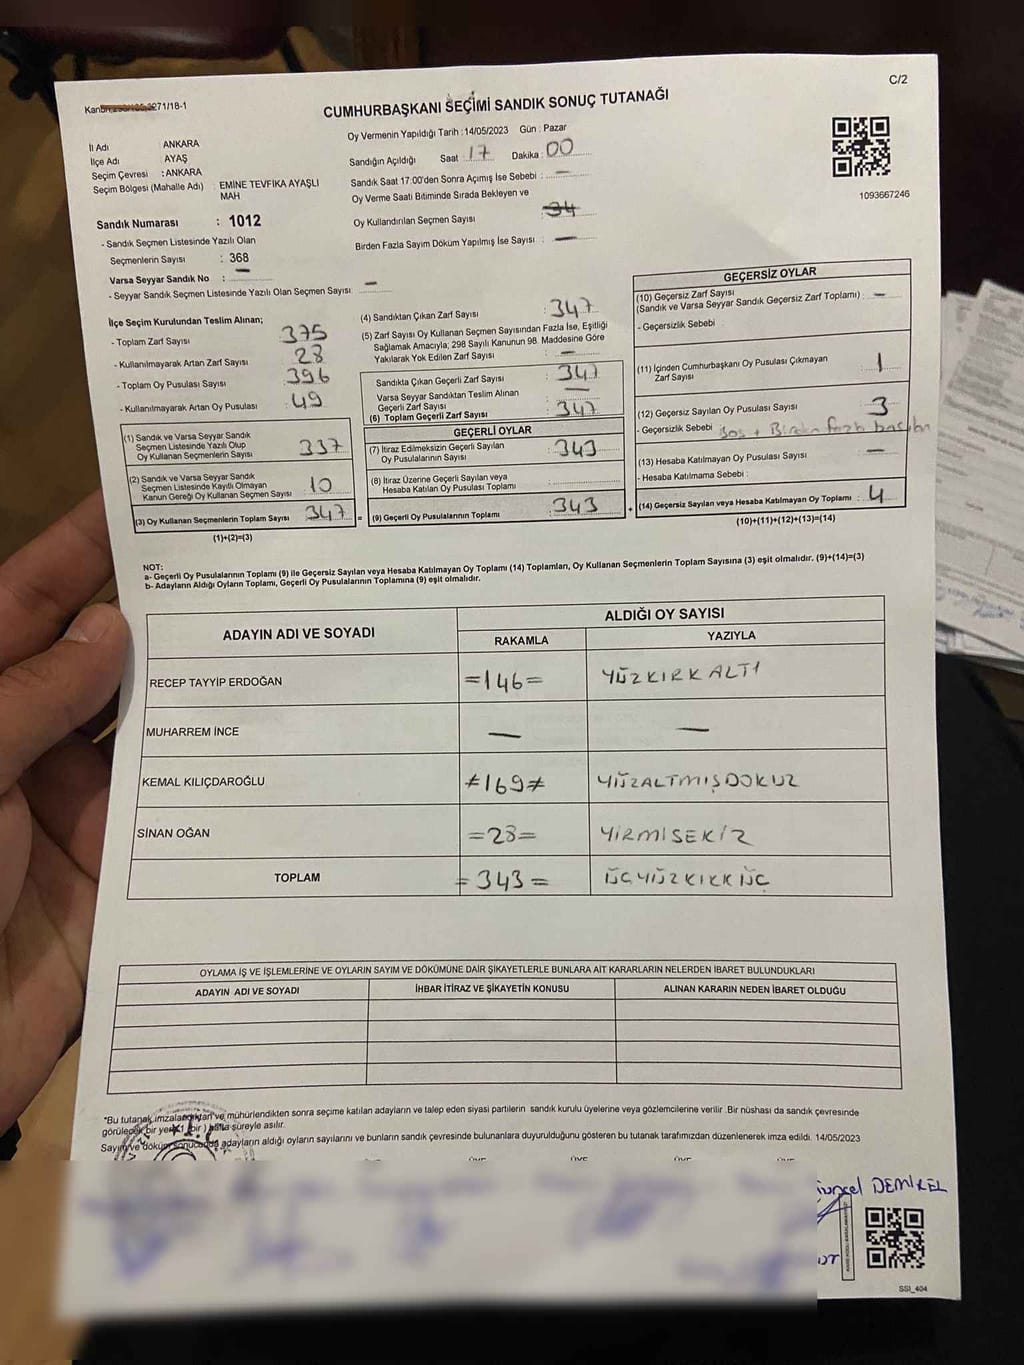 C/2
271/18-1
CUMHURBAŞKANI SEÇİMİ SANDIK SONUÇ TUTANAĞI
İl Adı : ANKARA
İlçe Adı : AYAŞ
Seçim Çevresi : ANKARA
Seçim Bölgesi (Mahalle Adı) : EMİNE TEVFİKA AYAŞLI
MAH
Sandık Numarası : 1012
- Sandık Seçmen Listesinde Yazılı Olan
Seçmenlerin Sayısı : 368
Varsa Seyyar Sandık No : —
- Seyyar Sandık Seçmen Listesinde Yazılı Olan Seçmen Sayısı : —
Oy Vermenin Yapıldığı Tarih : 14/05/2023 Gün : Pazar
Sandığın Açıldığı Saat : 17 Dakika : 00
Sandık Saat 17:00'den Sonra Açımış İse Sebebi : —
Oy Verme Saati Bitiminde Sırada Bekleyen ve
Oy Kullandırılan Seçmen Sayısı : 34
Birden Fazla Sayım Döküm Yapılmış İse Sayısı : —
1093667246
İlçe Seçim Kurulundan Teslim Alınan;
- Toplam Zarf Sayısı : 375
- Kullanılmayarak Artan Zarf Sayısı : 28
- Toplam Oy Pusulası Sayısı : 396
- Kullanılmayarak Artan Oy Pusulası : 49
(1) Sandık ve Varsa Seyyar Sandık
Seçmen Listesinde Yazılı Olup
Oy Kullanan Seçmenlerin Sayısı : 337
(2) Sandık ve Varsa Seyyar Sandık
Seçmen Listesinde Kayıtlı Olmayan
Kanun Gereği Oy Kullanan Seçmen Sayısı : 10
(3) Oy Kullanan Seçmenlerin Toplam Sayısı : 347 =
(1)+(2)=(3)
(4) Sandıktan Çıkan Zarf Sayısı : 347
(5) Zarf Sayısı Oy Kullanan Seçmen Sayısından Fazla İse, Eşitliği
Sağlamak Amacıyla; 298 Sayılı Kanunun 98. Maddesine Göre
Yakılarak Yok Edilen Zarf Sayısı : —
Sandıkta Çıkan Geçerli Zarf Sayısı : 347
Varsa Seyyar Sandıktan Teslim Alınan
Geçerli Zarf Sayısı : —
(6) Toplam Geçerli Zarf Sayısı : 347
GEÇERLİ OYLAR
(7) İtiraz Edilmeksizin Geçerli Sayılan
Oy Pusulalarının Sayısı : 343
(8) İtiraz Üzerine Geçerli Sayılan veya
Hesaba Katılan Oy Pusulası Toplamı :
(9) Geçerli Oy Pusulalarının Toplamı : 343 +
GEÇERSİZ OYLAR
(10) Geçersiz Zarf Sayısı
(Sandık ve Varsa Seyyar Sandık Geçersiz Zarf Toplamı) : —
- Geçersizlik Sebebi :
(11) İçinden Cumhurbaşkanı Oy Pusulası Çıkmayan
Zarf Sayısı : 1
(12) Geçersiz Sayılan Oy Pusulası Sayısı : 3
- Geçersizlik Sebebi : Boş + Birden fazla
(13) Hesaba Katılmayan Oy Pusulası Sayısı : —
- Hesaba Katılmama Sebebi :
(14) Geçersiz Sayılan veya Hesaba Katılmayan Oy Toplamı : 4
(10)+(11)+(12)+(13)=(14)
NOT:
a- Geçerli Oy Pusulalarının Toplamı (9) ile Geçersiz Sayılan veya Hesaba Katılmayan Oy Toplamı (14) Toplamları, Oy Kullanan Seçmenlerin Toplam Sayısına (3) eşit olmalıdır. (9)+(14)=(3)
b- Adayların Aldığı Oyların Toplamı, Geçerli Oy Pusulalarının Toplamına (9) eşit olmalıdır.
ADAYIN ADI VE SOYADI ALDIĞI OY SAYISI
RAKAMLA YAZIYLA
RECEP TAYYİP ERDOĞAN =146= YÜZKIRKALTI
MUHARREM İNCE — —
KEMAL KILIÇDAROĞLU ≠169≠ YÜZALTMIŞDOKUZ
SİNAN OĞAN =28= YİRMİSEKİZ
TOPLAM =343= ÜÇYÜZKIRKÜÇ
OYLAMA İŞ VE İŞLEMLERİNE VE OYLARIN SAYIM VE DÖKÜMÜNE DAİR ŞİKAYETLERLE BUNLARA AİT KARARLARIN NELERDEN İBARET BULUNDUKLARI
ADAYIN ADI VE SOYADI İHBAR İTİRAZ VE ŞİKAYETİN KONUSU ALINAN KARARIN NEDEN İBARET OLDUĞU
*Bu tutanak imzalandıktan ve mühürlendikten sonra seçime katılan adayların ve talep eden siyasi partilerin sandık kurulu üyelerine veya gözlemcilerine verilir. Bir nüshası da sandık çevresinde
görülecek bir yere 1 (bir) hafta süreyle asılır.
Sayım ve döküm sonucunda adayların aldığı oyların sayılarını ve bunların sandık çevresinde bulunanlara duyurulduğunu gösteren bu tutanak tarafımızdan düzenlenerek imza edildi. 14/05/2023
DEMİREL
SSI_404